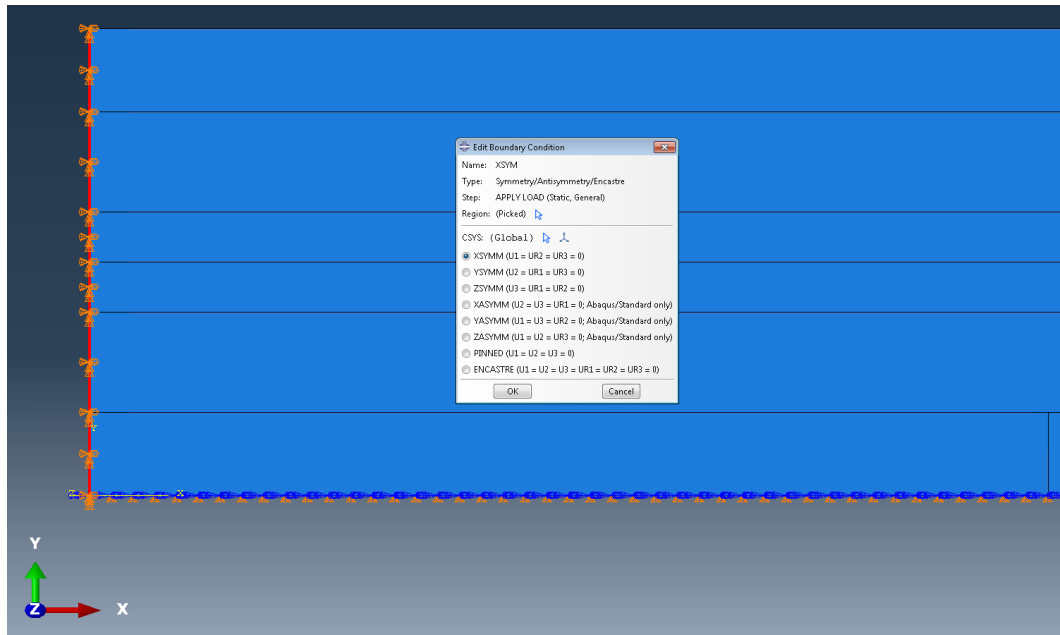 Edit Boundary Condition
Name: XSYM
Type: Symmetry/Antisymmetry/Encastre
Step: APPLY LOAD (Static, General)
Region: (Picked)
CSYS: (Global)
XSYMM (U1 = UR2 = UR3 = 0)
YSYMM (U2 = UR1 = UR3 = 0)
ZSYMM (U3 = UR1 = UR2 = 0)
XASYMM (U2 = U3 = UR1 = 0; Abaqus/Standard only)
YASYMM (U1 = U3 = UR2 = 0; Abaqus/Standard only)
ZASYMM (U1 = U2 = UR3 = 0; Abaqus/Standard only)
PINNED (U1 = U2 = U3 = 0)
ENCASTRE (U1 = U2 = U3 = UR1 = UR2 = UR3 = 0)
OK Cancel
Y
Z X
Y
Z X